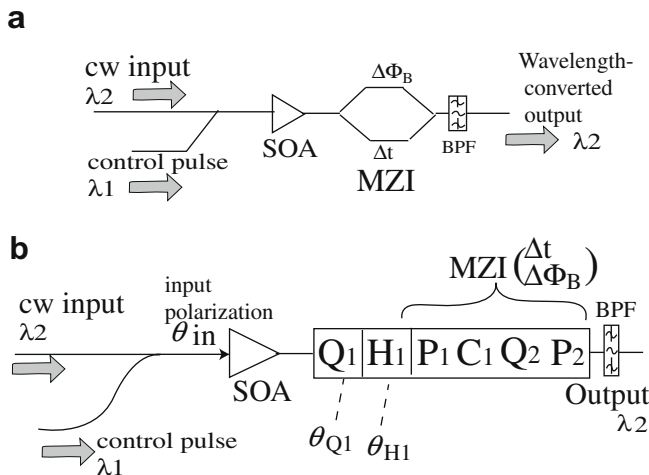 a
cw input
λ2
control pulse
λ1
SOA
ΔΦB
Δt
MZI
BPF
Wavelength-
converted
output
λ2
b
cw input
λ2
input
polarization
θ in
control pulse
λ1
SOA
MZI (Δt
ΔΦB)
Q1 H1 P1 C1 Q2 P2
θQ1
θH1
BPF
Output
λ2